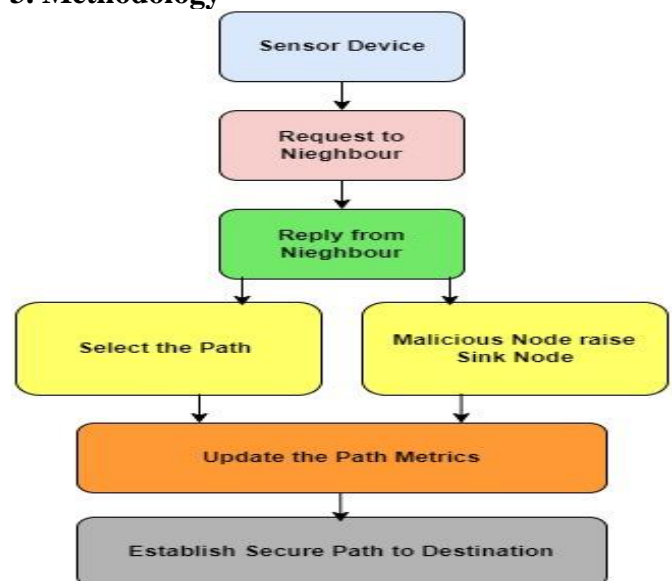 3. Methodology
Sensor Device
Request to
Nieghbour
Reply from
Nieghbour
Select the Path
Malicious Node raise
Sink Node
Update the Path Metrics
Establish Secure Path to Destination